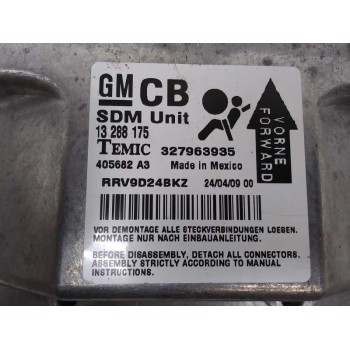 GM CB
SDM Unit
13 288 175
TEMIC 327963935
405682 A3 Made in Mexico
RRV9D24BKZ 24/04/09 00
VORNE
FORWARD
VOR DEMONTAGE ALLE STECKVERBINDUNGEN LOESEN.
MONTAGE NUR NACH EINBAUANLEITUNG.
BEFORE DISASSEMBLY, DETACH ALL CONNECTORS.
ASSEMBLY STRICTLY ACCORDING TO MANUAL
INSTRUCTIONS.